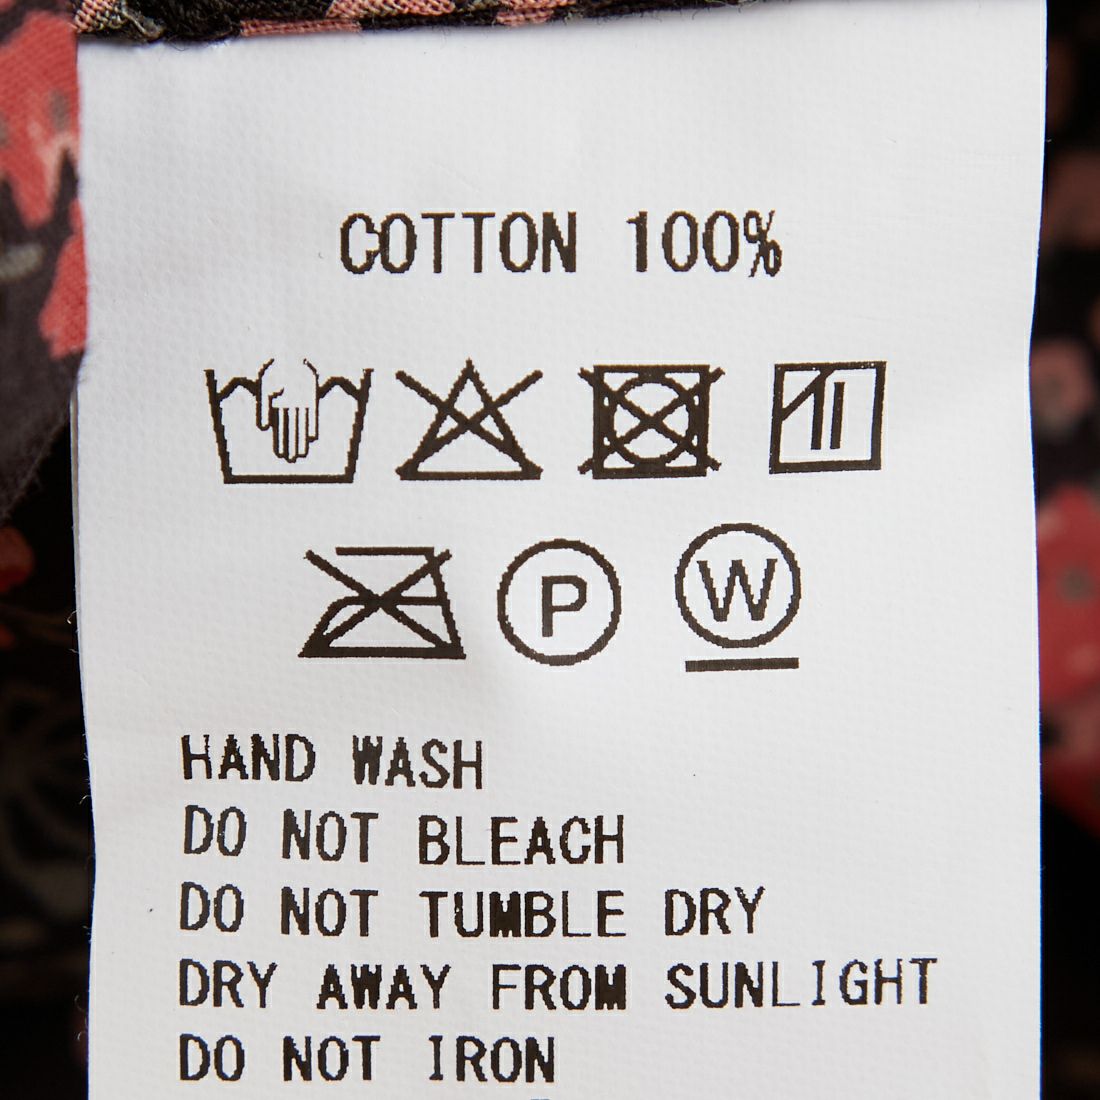 COTTON 100%
P W
HAND WASH
DO NOT BLEACH
DO NOT TUMBLE DRY
DRY AWAY FROM SUNLIGHT
DO NOT IRON